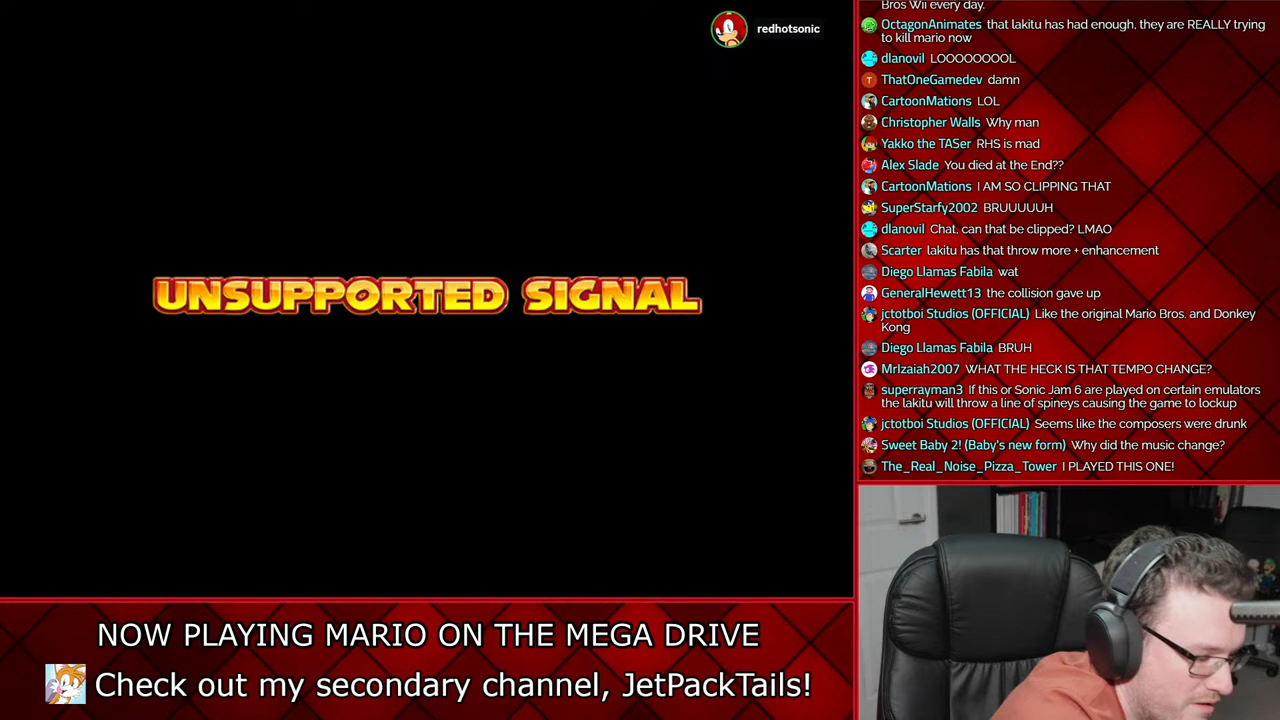 redhotsonic
UNSUPPORTED SIGNAL
NOW PLAYING MARIO ON THE MEGA DRIVE
Check out my secondary channel, JetPackTails!
Bros Wii every day.
OctagonAnimates that lakitu has had enough, they are REALLY trying
to kill mario now
dlanovil LOOOOOOOOL
T ThatOneGamedev damn
CartoonMations LOL
Christopher Walls Why man
Yakko the TASer RHS is mad
Alex Slade You died at the End??
CartoonMations I AM SO CLIPPING THAT
SuperStarfy2002 BRUUUUUH
dlanovil Chat, can that be clipped? LMAO
Scarter lakitu has that throw more + enhancement
Diego Llamas Fabila wat
GeneralHewett13 the collision gave up
jctotboi Studios (OFFICIAL) Like the original Mario Bros. and Donkey
Kong
Diego Llamas Fabila BRUH
MrIzaiah2007 WHAT THE HECK IS THAT TEMPO CHANGE?
superrayman3 If this or Sonic Jam 6 are played on certain emulators
the lakitu will throw a line of spineys causing the game to lockup
jctotboi Studios (OFFICIAL) Seems like the composers were drunk
Sweet Baby 2! (Baby's new form) Why did the music change?
The_Real_Noise_Pizza_Tower I PLAYED THIS ONE!